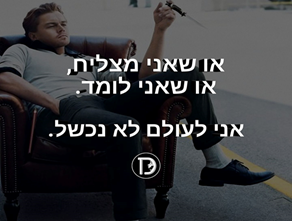 או שאני מצליח,
או שאני לומד.
אני לעולם לא נכשל.